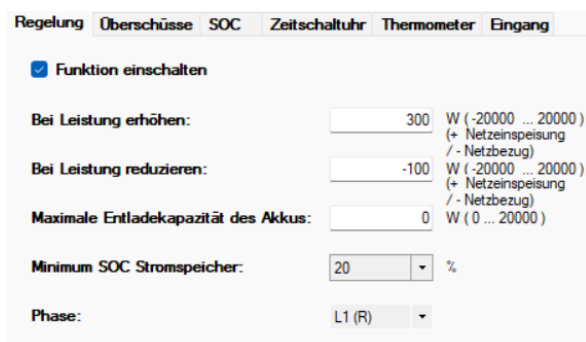 Regelung Überschüsse SOC Zeitschaltuhr Thermometer Eingang
Funktion einschalten
Bei Leistung erhöhen: 300 W ( -20000 ... 20000 )
(+ Netzeinspeisung
/ - Netzbezug)
Bei Leistung reduzieren: -100 W ( -20000 ... 20000 )
(+ Netzeinspeisung
/ - Netzbezug)
Maximale Entladekapazität des Akkus: 0 W ( 0 ... 20000 )
Minimum SOC Stromspeicher: 20 %
Phase: L1 (R)